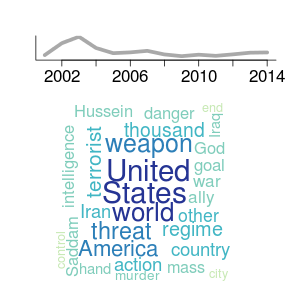 2002 2006 2010 2014
Hussein danger end
thousand Iraq
weapon God
intelligence terrorist goal
United war
States ally
Iran world other
threat regime
Saddam America country
control hand action mass
murder city